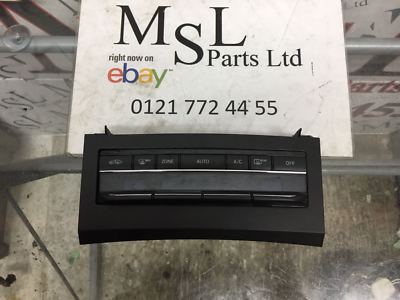 MSL Parts Ltd
right now on
ebay
0121 772 44 55
ZONE AUTO A/C OFF